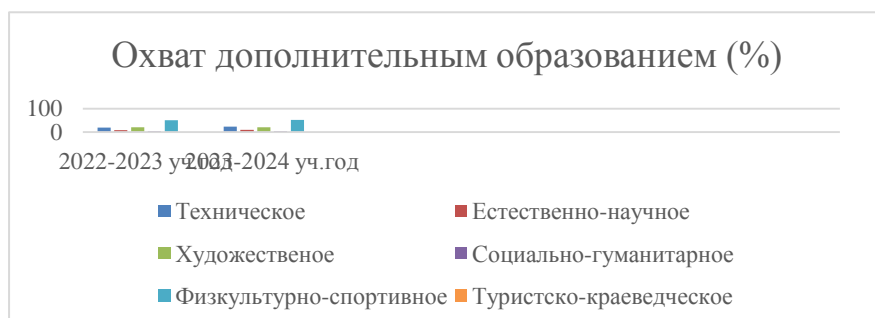 Охват дополнительным образованием (%)
100
0
2022-2023 уч.год 2023-2024 уч.год
Техническое Естественно-научное
Художественое Социально-гуманитарное
Физкультурно-спортивное Туристско-краеведческое